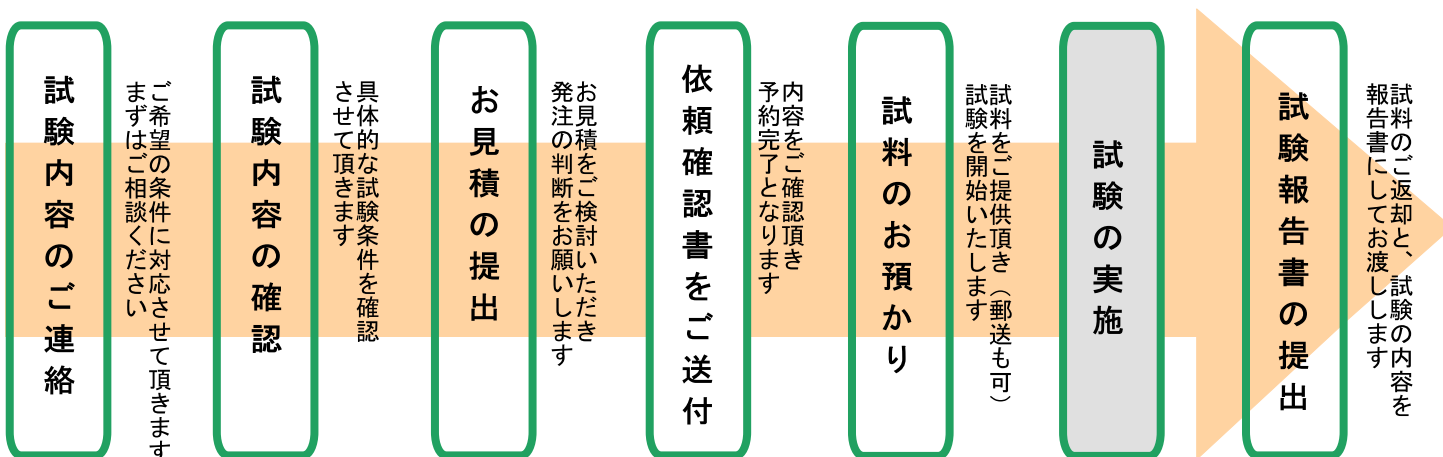 試験内容のご連絡
ご希望の条件に対応させて頂きます
まずはご相談ください
試験内容の確認
具体的な試験条件を確認
させて頂きます
お見積の提出
お見積をご検討いただき
発注の判断をお願いします
依頼確認書をご送付
内容をご確認頂き
予約完了となります
試料のお預かり
試料をご提供頂き（郵送も可）
試験を開始いたします
試験の実施
試験報告書の提出
試料のご返却と、試験の内容を
報告書にしてお渡しします